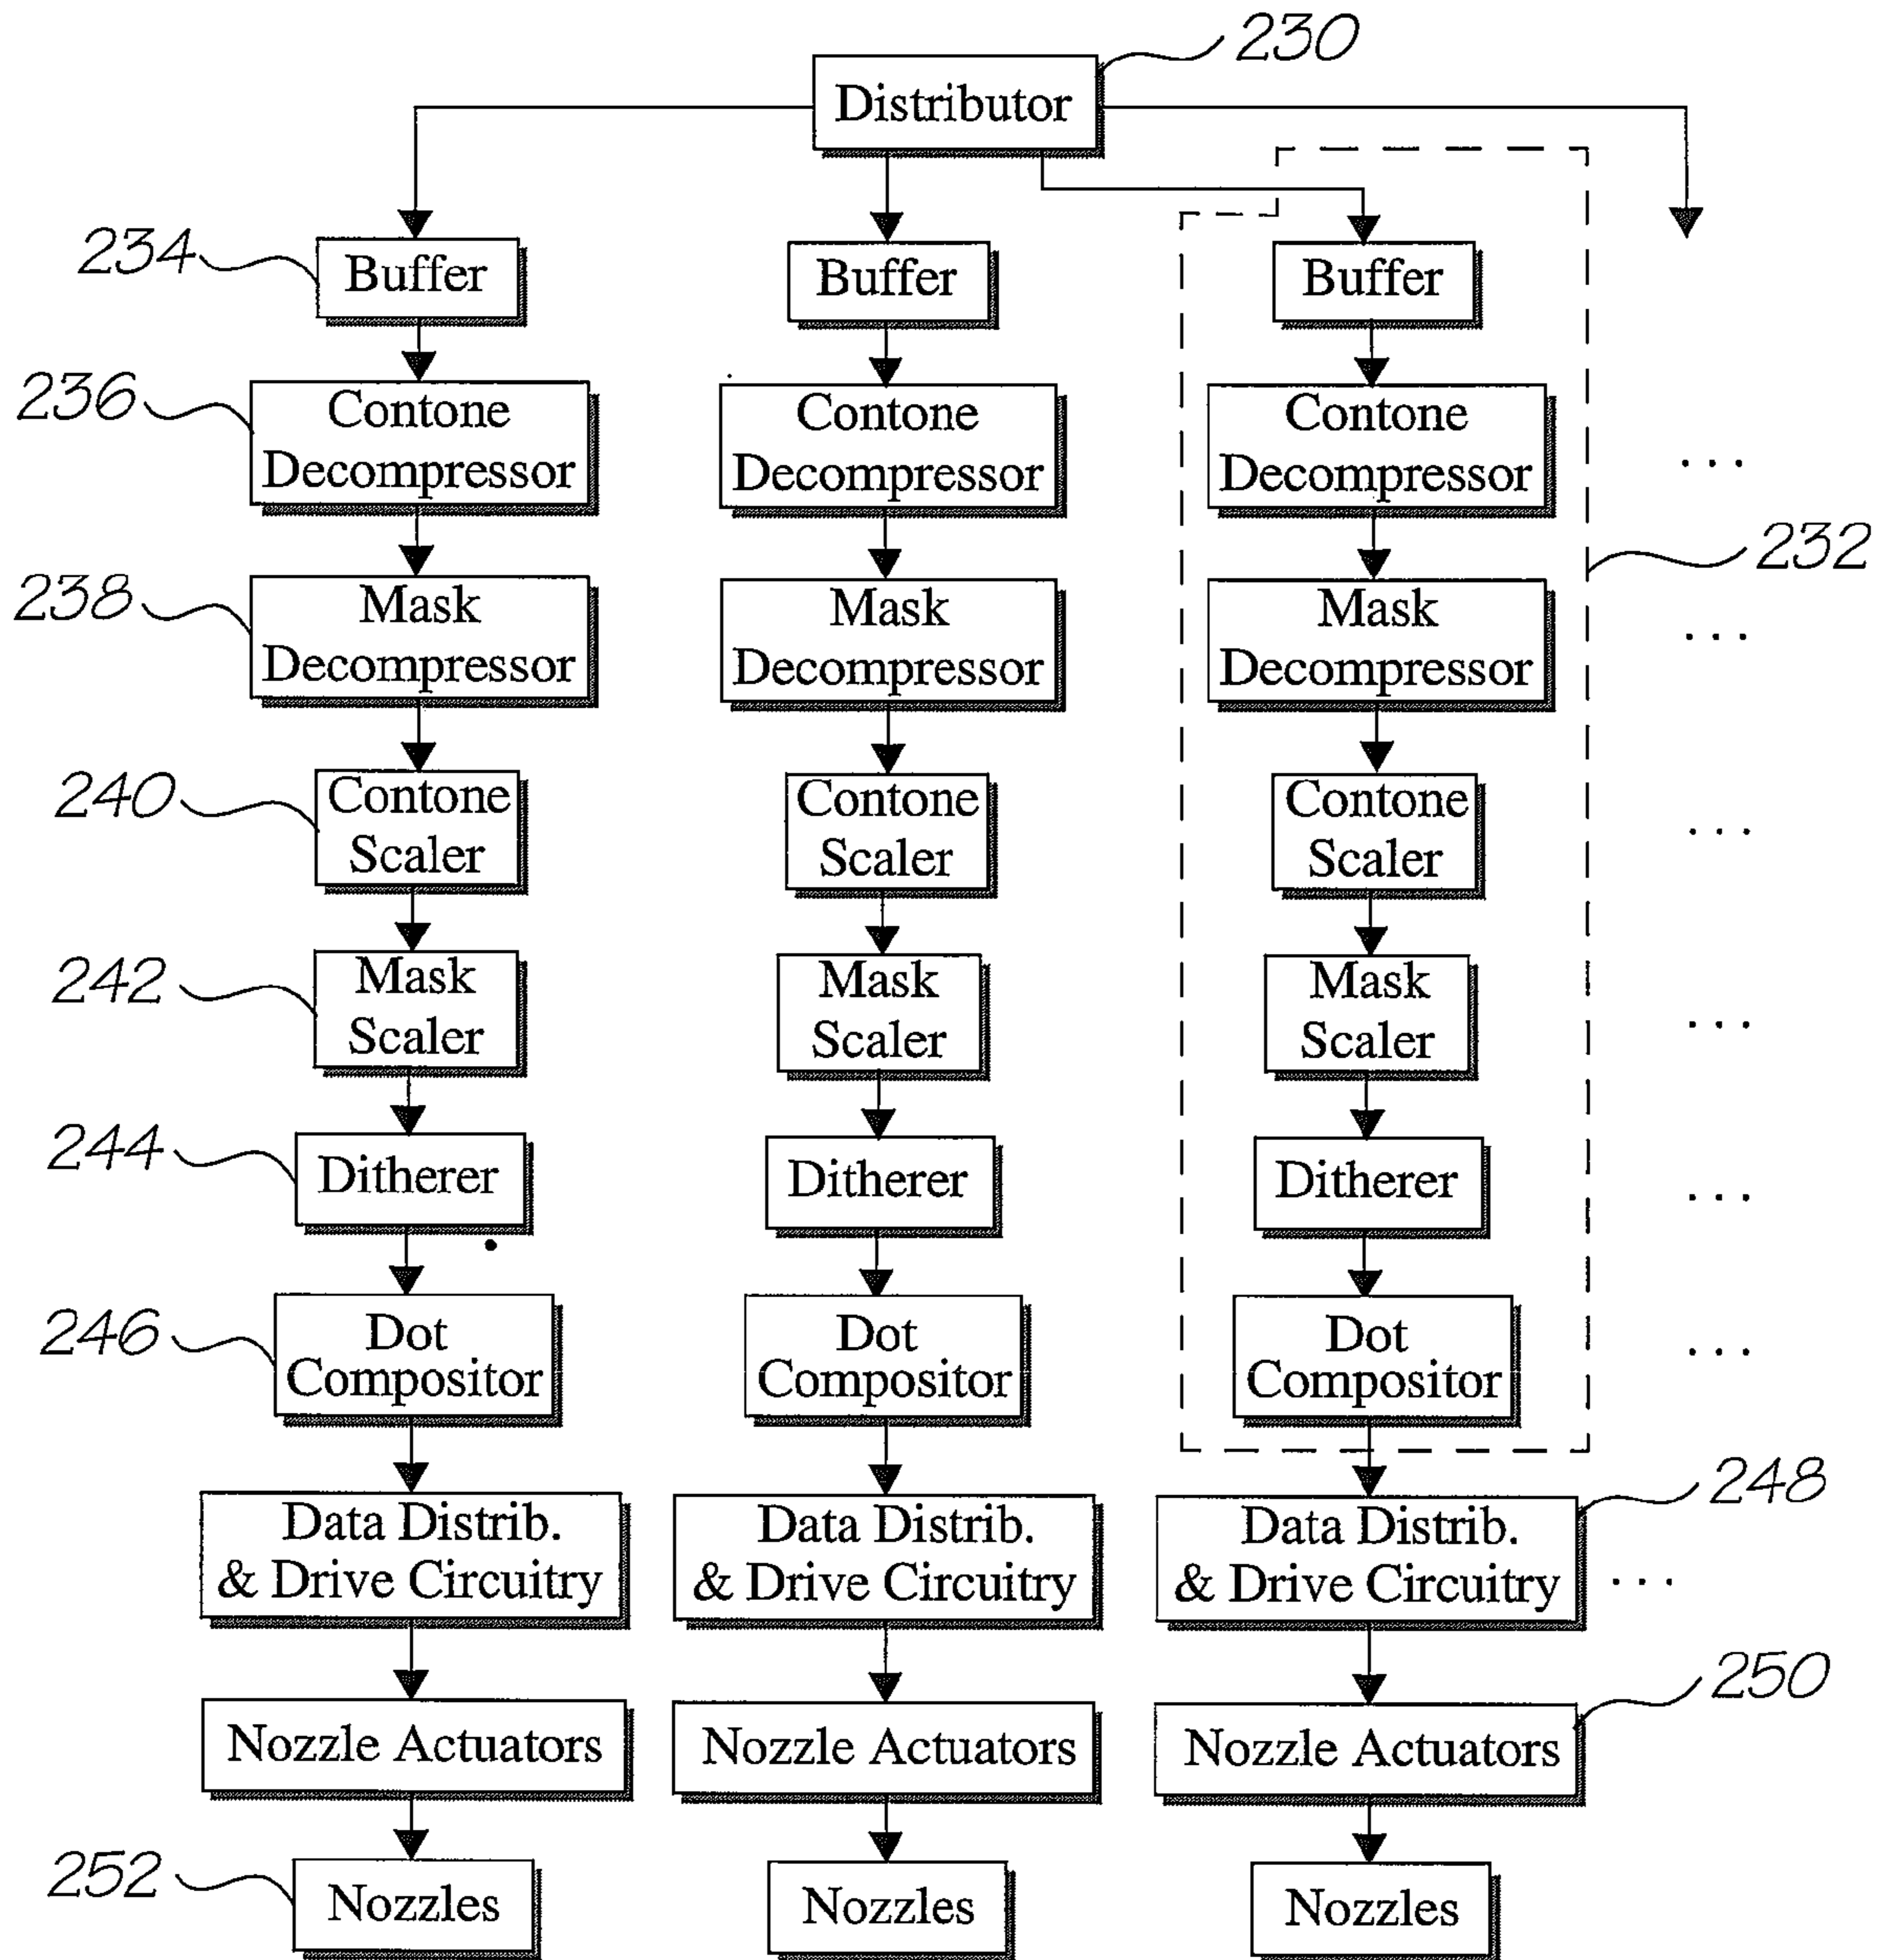 230
Distributor
234
Buffer
Buffer
Buffer
236
Contone
Decompressor
Contone
Decompressor
Contone
Decompressor
...
232
238
Mask
Decompressor
Mask
Decompressor
Mask
Decompressor
...
240
Contone
Scaler
Contone
Scaler
Contone
Scaler
...
242
Mask
Scaler
Mask
Scaler
Mask
Scaler
...
244
Ditherer
Ditherer
Ditherer
...
246
Dot
Compositor
Dot
Compositor
Dot
Compositor
...
248
Data Distrib.
& Drive Circuitry
Data Distrib.
& Drive Circuitry
Data Distrib.
& Drive Circuitry
...
250
Nozzle Actuators
Nozzle Actuators
Nozzle Actuators
252
Nozzles
Nozzles
Nozzles